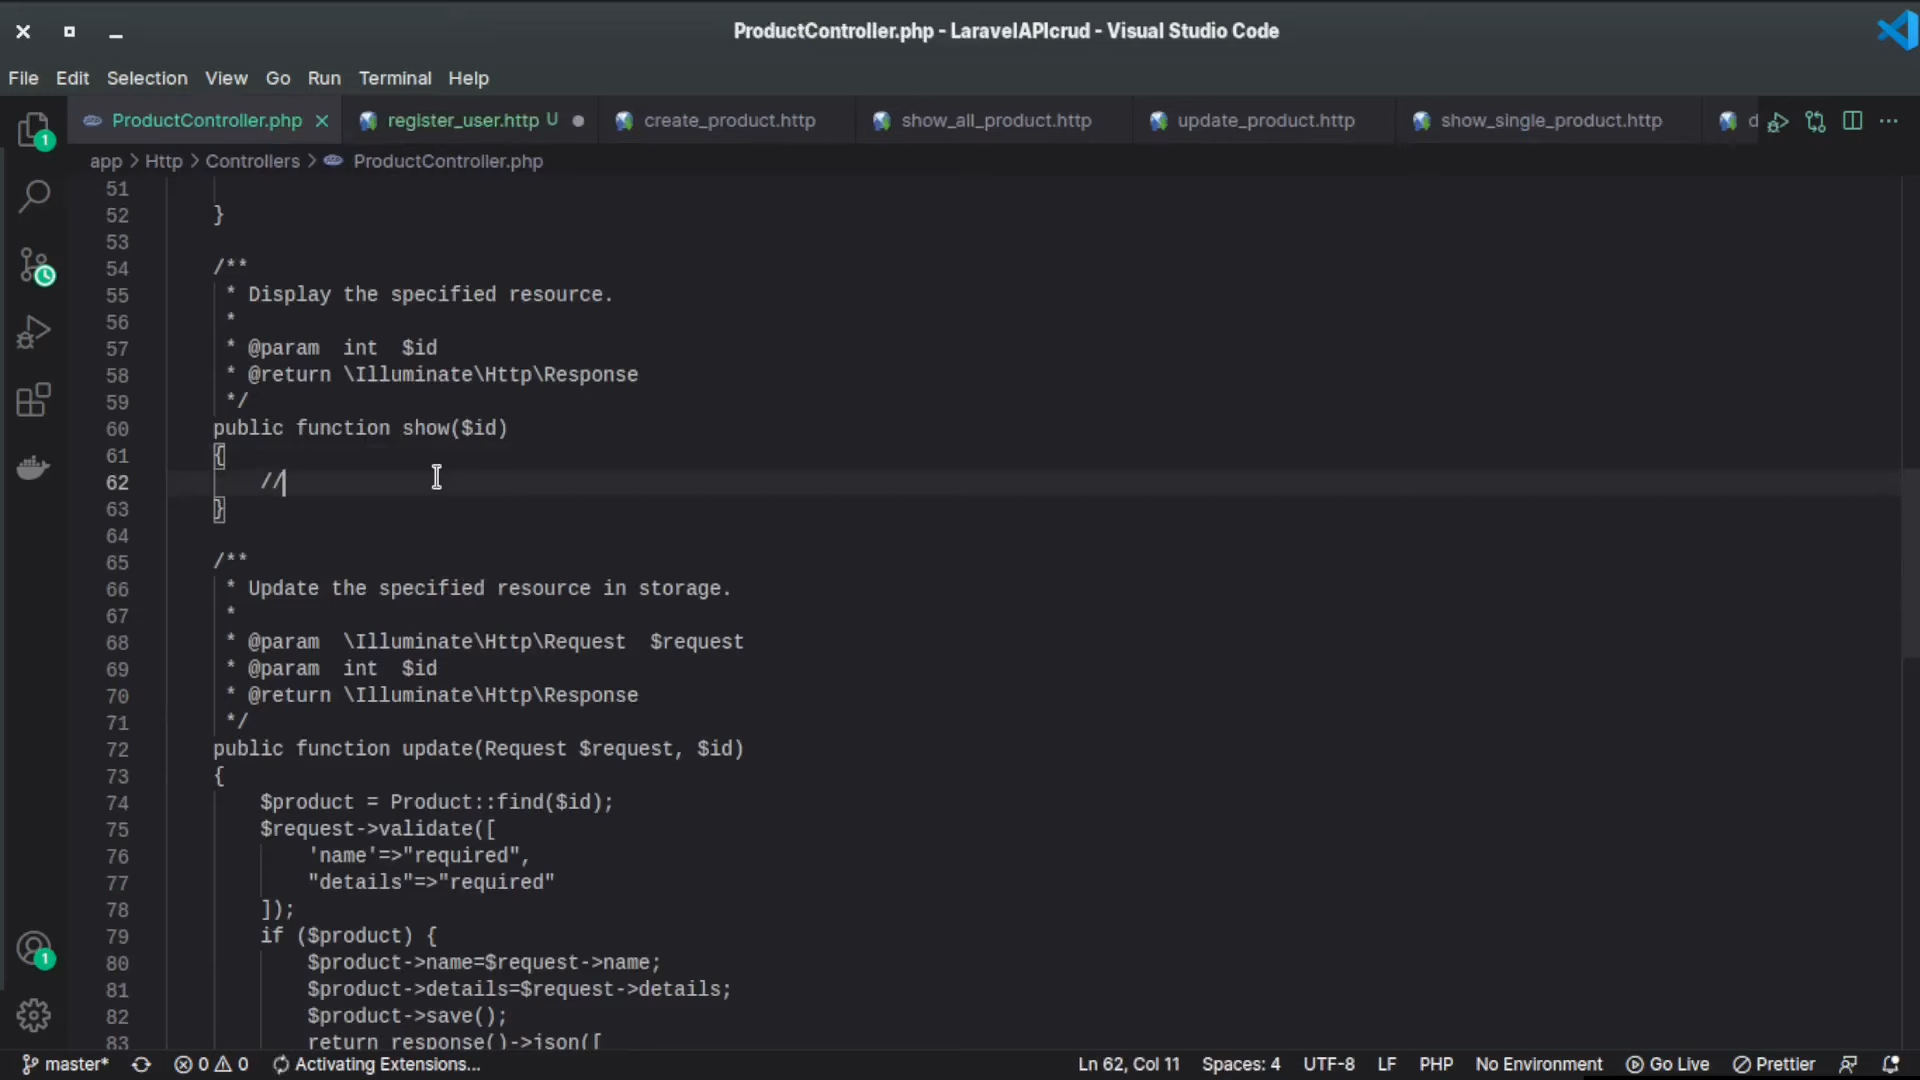 ProductController.php - LaravelAPIcrud - Visual Studio Code
File Edit Selection View Go Run Terminal Help
ProductController.php register_user.http U create_product.http show_all_product.http update_product.http show_single_product.http d
app > Http > Controllers > ProductController.php
51
52 }
53
54 /**
55 * Display the specified resource.
56 *
57 * @param  int  $id
58 * @return \Illuminate\Http\Response
59 */
60 public function show($id)
61 {
62 //
63 }
64
65 /**
66 * Update the specified resource in storage.
67 *
68 * @param  \Illuminate\Http\Request  $request
69 * @param  int  $id
70 * @return \Illuminate\Http\Response
71 */
72 public function update(Request $request, $id)
73 {
74 $product = Product::find($id);
75 $request->validate([
76 'name'=>"required",
77 "details"=>"required"
78 ]);
79 if ($product) {
80 $product->name=$request->name;
81 $product->details=$request->details;
82 $product->save();
83 return response()->json([
master* 0 0 Activating Extensions... Ln 62, Col 11 Spaces: 4 UTF-8 LF PHP No Environment Go Live Prettier
1
1